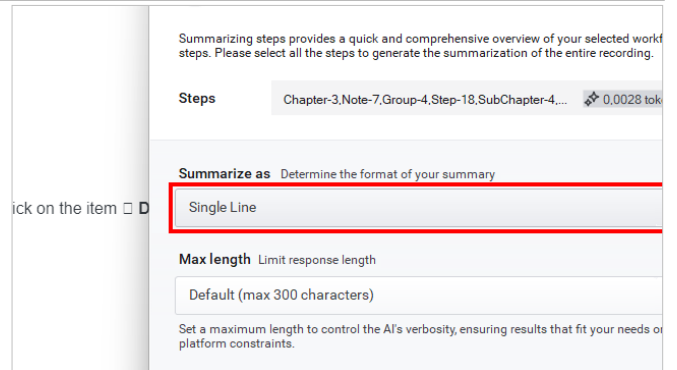 Summarizing steps provides a quick and comprehensive overview of your selected workf
steps. Please select all the steps to generate the summarization of the entire recording.
Steps Chapter-3,Note-7,Group-4,Step-18,SubChapter-4,... 0,0028 tok
Summarize as Determine the format of your summary
ick on the item □ D
Single Line
Max length Limit response length
Default (max 300 characters)
Set a maximum length to control the AI's verbosity, ensuring results that fit your needs or
platform constraints.